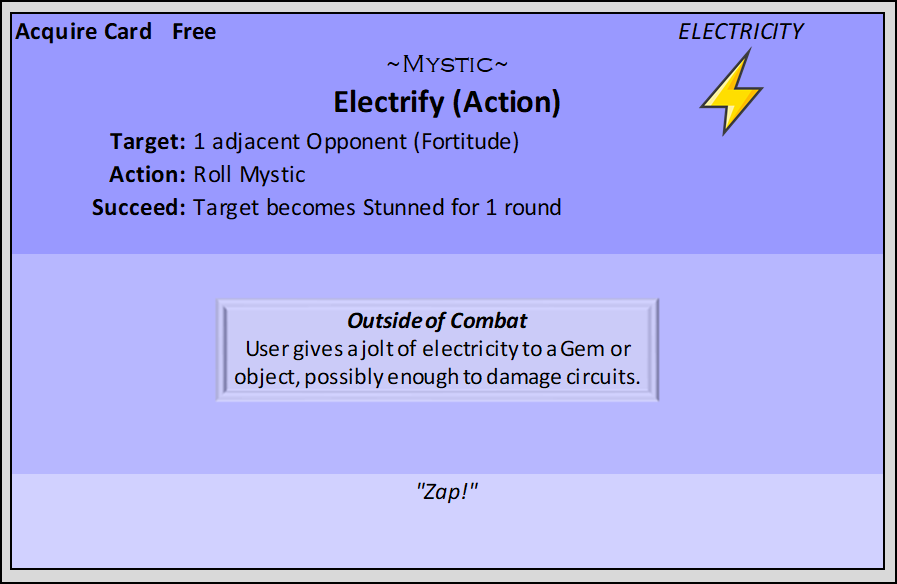 Acquire Card Free ELECTRICITY
~Mystic~
Electrify (Action)
Target: 1 adjacent Opponent (Fortitude)
Action: Roll Mystic
Succeed: Target becomes Stunned for 1 round
Outside of Combat
User gives a jolt of electricity to a Gem or
object, possibly enough to damage circuits.
"Zap!"